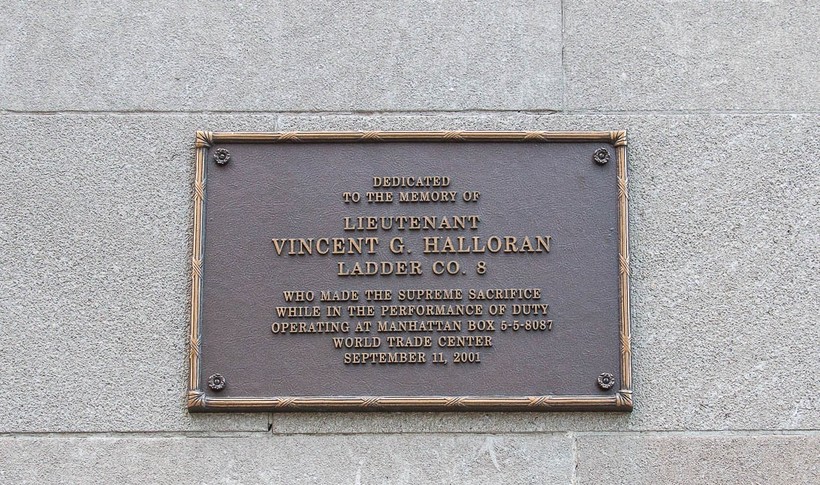 DEDICATED
TO THE MEMORY OF
LIEUTENANT
VINCENT G. HALLORAN
LADDER CO. 8
WHO MADE THE SUPREME SACRIFICE
WHILE IN THE PERFORMANCE OF DUTY
OPERATING AT MANHATTAN BOX 5-5-8087
WORLD TRADE CENTER
SEPTEMBER 11, 2001